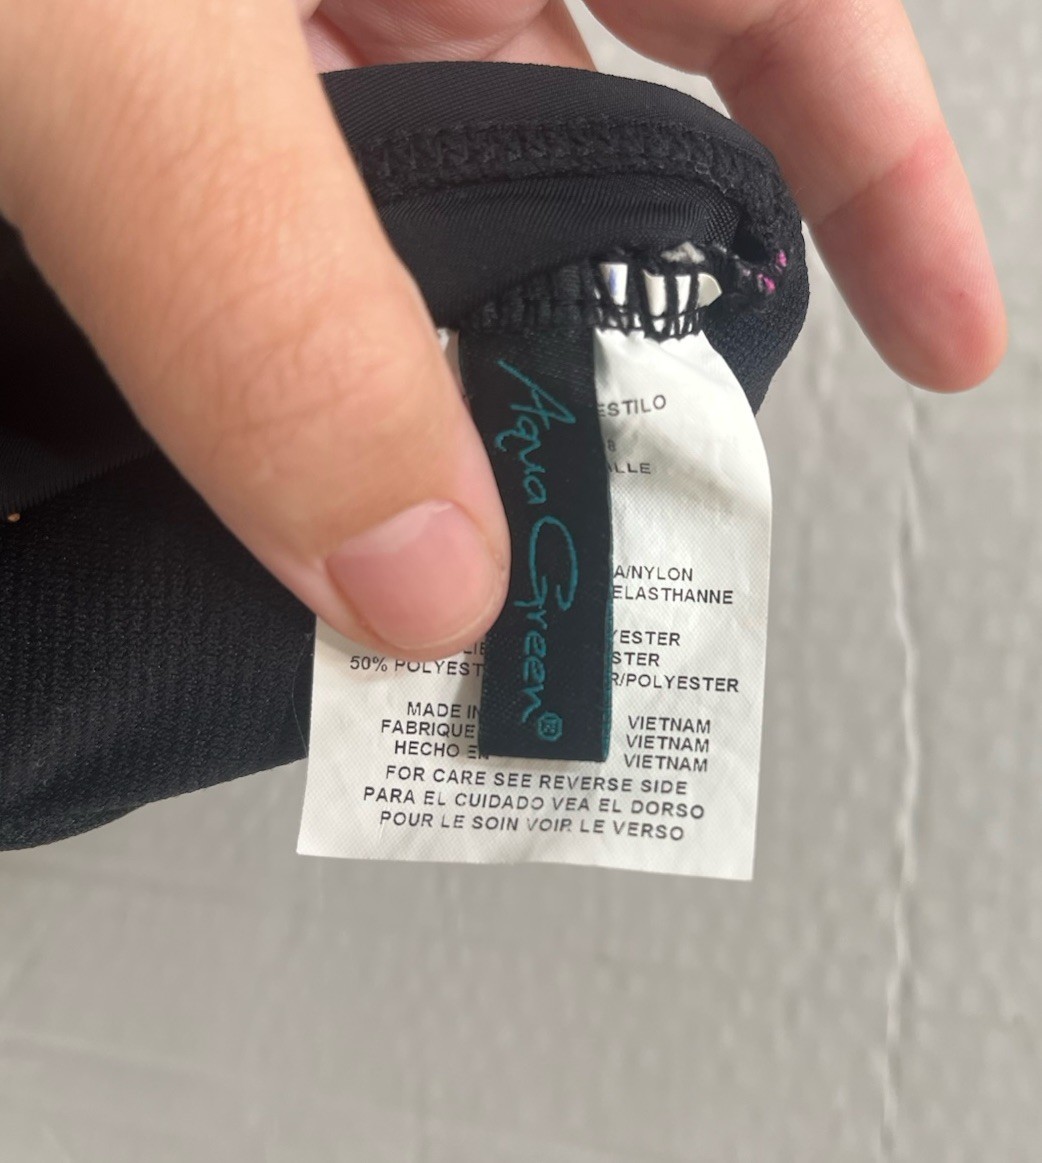 Aqua Green®
ESTILO
8
A/NYLON
ELASTHANNE
YESTER
STER
50% POLYEST R/POLYESTER
MADE IN VIETNAM
FABRIQUE VIETNAM
HECHO EN VIETNAM
FOR CARE SEE REVERSE SIDE
PARA EL CUIDADO VEA EL DORSO
POUR LE SOIN VOIR LE VERSO